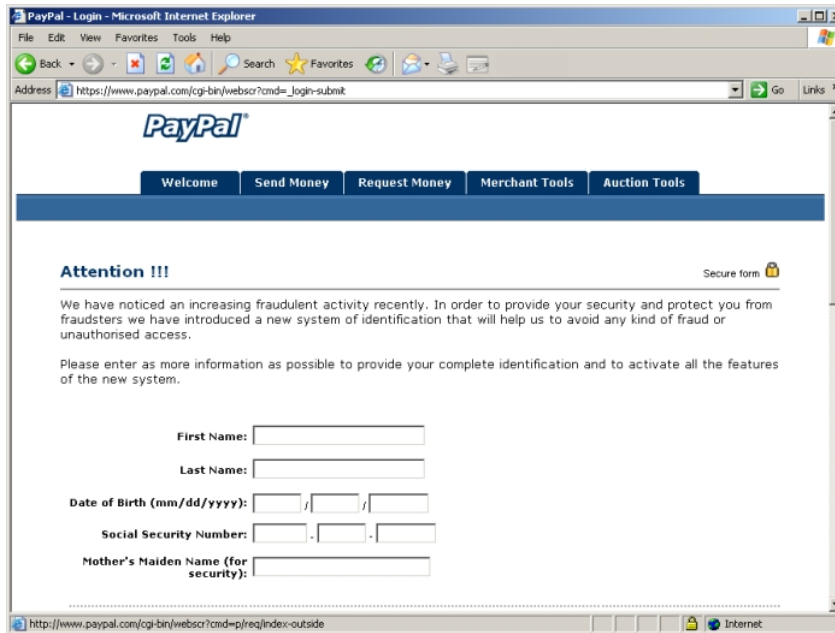 PayPal - Login - Microsoft Internet Explorer
File Edit View Favorites Tools Help
Back Search Favorites
Address https://www.paypal.com/cgi-bin/webscr?cmd=_login-submit Go Links
PayPal®
Welcome Send Money Request Money Merchant Tools Auction Tools
Attention !!! Secure form
We have noticed an increasing fraudulent activity recently. In order to provide your security and protect you from
fraudsters we have introduced a new system of identification that will help us to avoid any kind of fraud or
unauthorised access.
Please enter as more information as possible to provide your complete identification and to activate all the features
of the new system.
First Name:
Last Name:
Date of Birth (mm/dd/yyyy): / /
Social Security Number: - -
Mother's Maiden Name (for
security):
http://www.paypal.com/cgi-bin/webscr?cmd=p/req/index-outside Internet